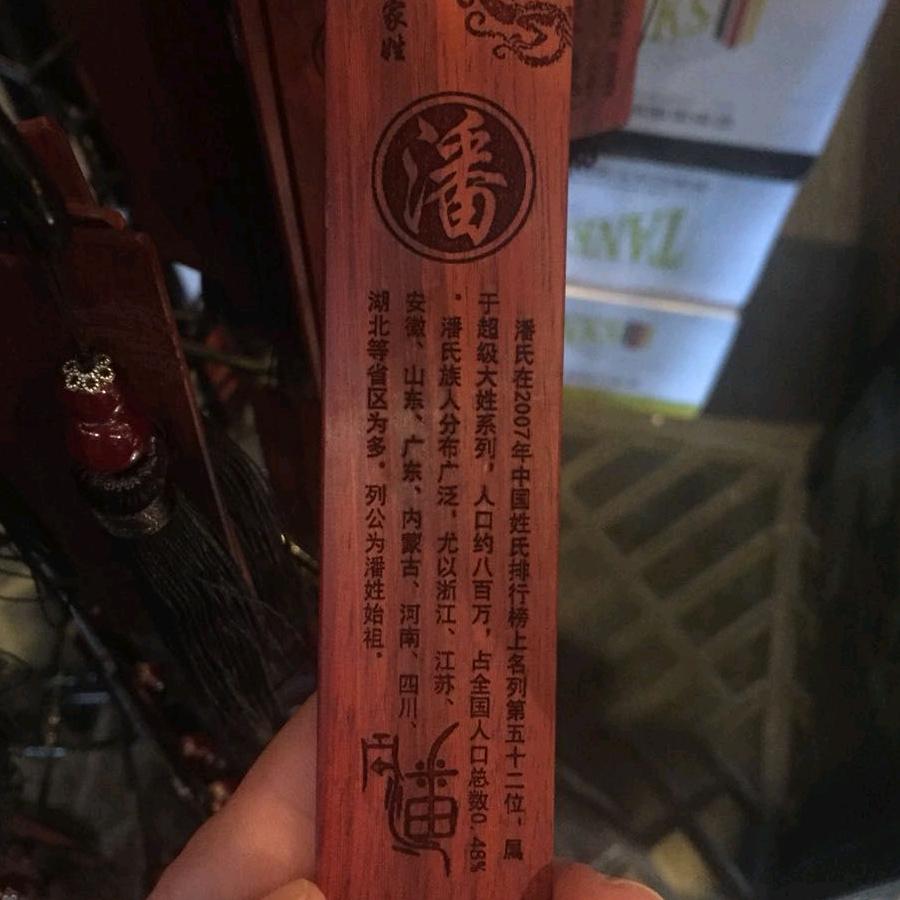 家姓
潘
潘氏在2007年中国姓氏排行榜上名列第五十二位，属
于超级大姓系列，人口约八百万，占全国人口总数0.48%
。潘氏族人分布广泛，尤以浙江、江苏、
安徽、山东、广东、内蒙古、河南、四川、
湖北等省区为多。列公为潘姓始祖。
潘
TANK